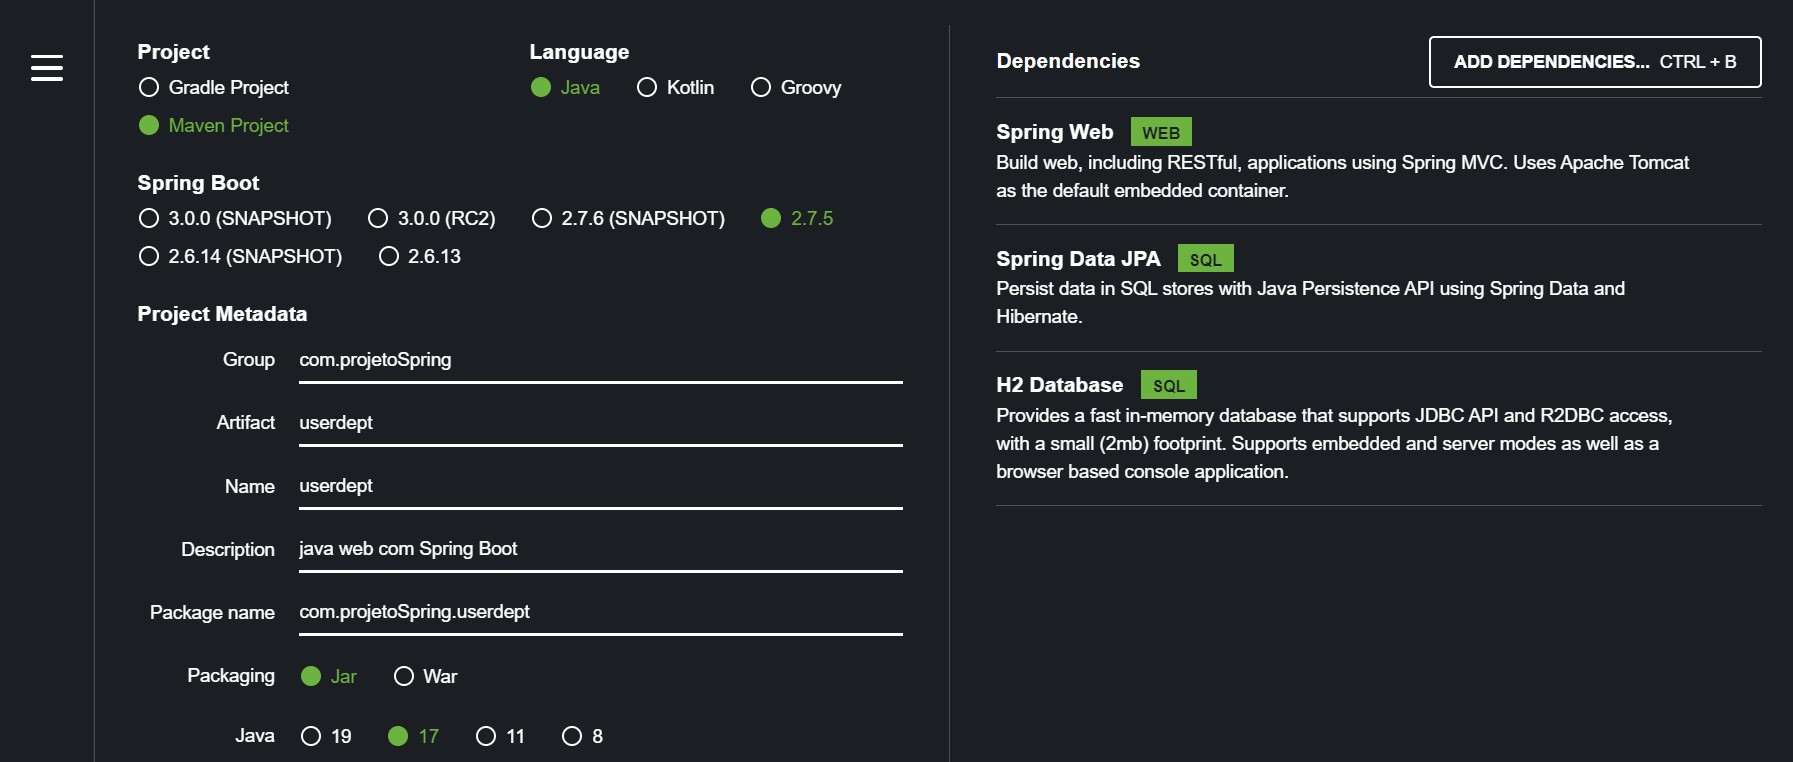 Project
Gradle Project
Maven Project
Language
Java Kotlin Groovy
Spring Boot
3.0.0 (SNAPSHOT) 3.0.0 (RC2) 2.7.6 (SNAPSHOT) 2.7.5
2.6.14 (SNAPSHOT) 2.6.13
Project Metadata
Group com.projetoSpring
Artifact userdept
Name userdept
Description java web com Spring Boot
Package name com.projetoSpring.userdept
Packaging Jar War
Java 19 17 11 8
Dependencies
ADD DEPENDENCIES... CTRL + B
Spring Web WEB
Build web, including RESTful, applications using Spring MVC. Uses Apache Tomcat
as the default embedded container.
Spring Data JPA SQL
Persist data in SQL stores with Java Persistence API using Spring Data and
Hibernate.
H2 Database SQL
Provides a fast in-memory database that supports JDBC API and R2DBC access,
with a small (2mb) footprint. Supports embedded and server modes as well as a
browser based console application.